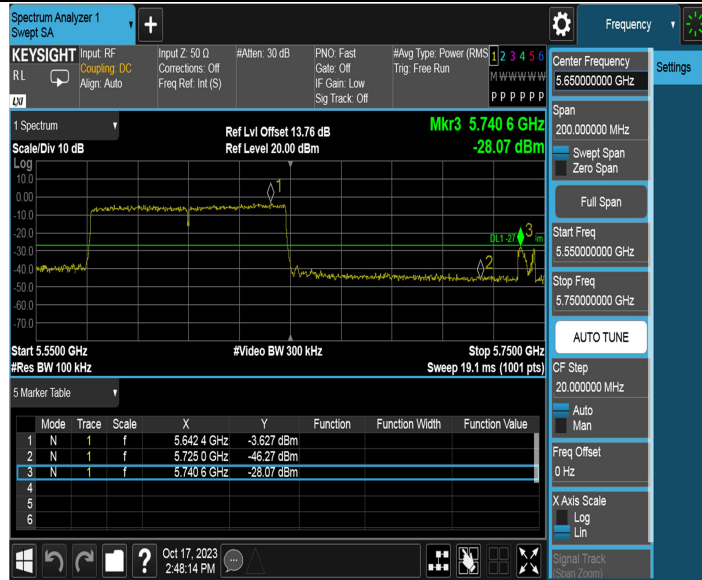 Spectrum Analyzer 1
Swept SA
Frequency
KEYSIGHT
RL
LXI
Input: RF
Coupling: DC
Align: Auto
Input Z: 50 Ω
Corrections: Off
Freq Ref: Int (S)
#Atten: 30 dB
PNO: Fast
Gate: Off
IF Gain: Low
Sig Track: Off
#Avg Type: Power (RMS
Trig: Free Run
1 2 3 4 5 6
M W W W W W
P P P P P P
Center Frequency
5.650000000 GHz
Settings
Span
200.000000 MHz
Swept Span
Zero Span
Full Span
Start Freq
5.550000000 GHz
Stop Freq
5.750000000 GHz
AUTO TUNE
CF Step
20.000000 MHz
Auto
Man
Freq Offset
0 Hz
X Axis Scale
Log
Lin
Signal Track
(Span Zoom)
1 Spectrum
Scale/Div 10 dB
Ref Lvl Offset 13.76 dB
Ref Level 20.00 dBm
Mkr3 5.740 6 GHz
-28.07 dBm
Log
10.0
0.00
-10.0
-20.0
-30.0
-40.0
-50.0
-60.0
-70.0
1
2
3
DL1 -27
Start 5.5500 GHz
#Res BW 100 kHz
#Video BW 300 kHz
Stop 5.7500 GHz
Sweep 19.1 ms (1001 pts)
5 Marker Table
Mode Trace Scale X Y Function Function Width Function Value
1 N 1 f 5.642 4 GHz -3.627 dBm
2 N 1 f 5.725 0 GHz -46.27 dBm
3 N 1 f 5.740 6 GHz -28.07 dBm
4
5
6
?
Oct 17, 2023
2:48:14 PM